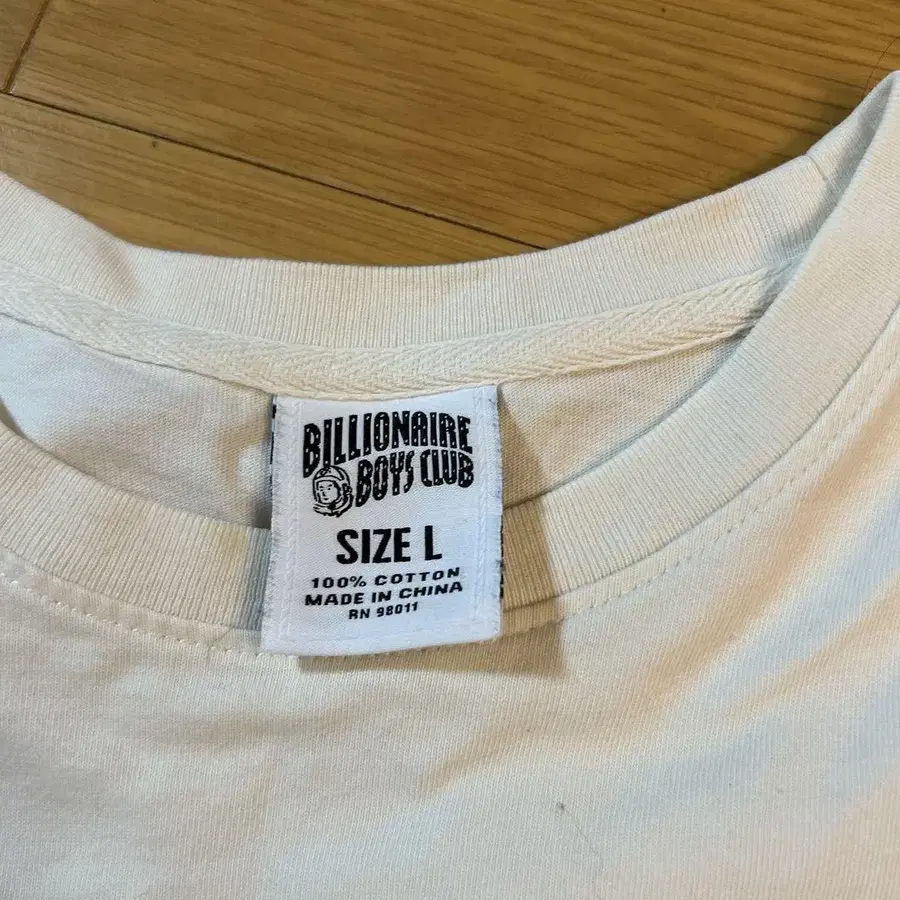 BILLIONAIRE
BOYS CLUB
SIZE L
100% COTTON
MADE IN CHINA
RN 98011